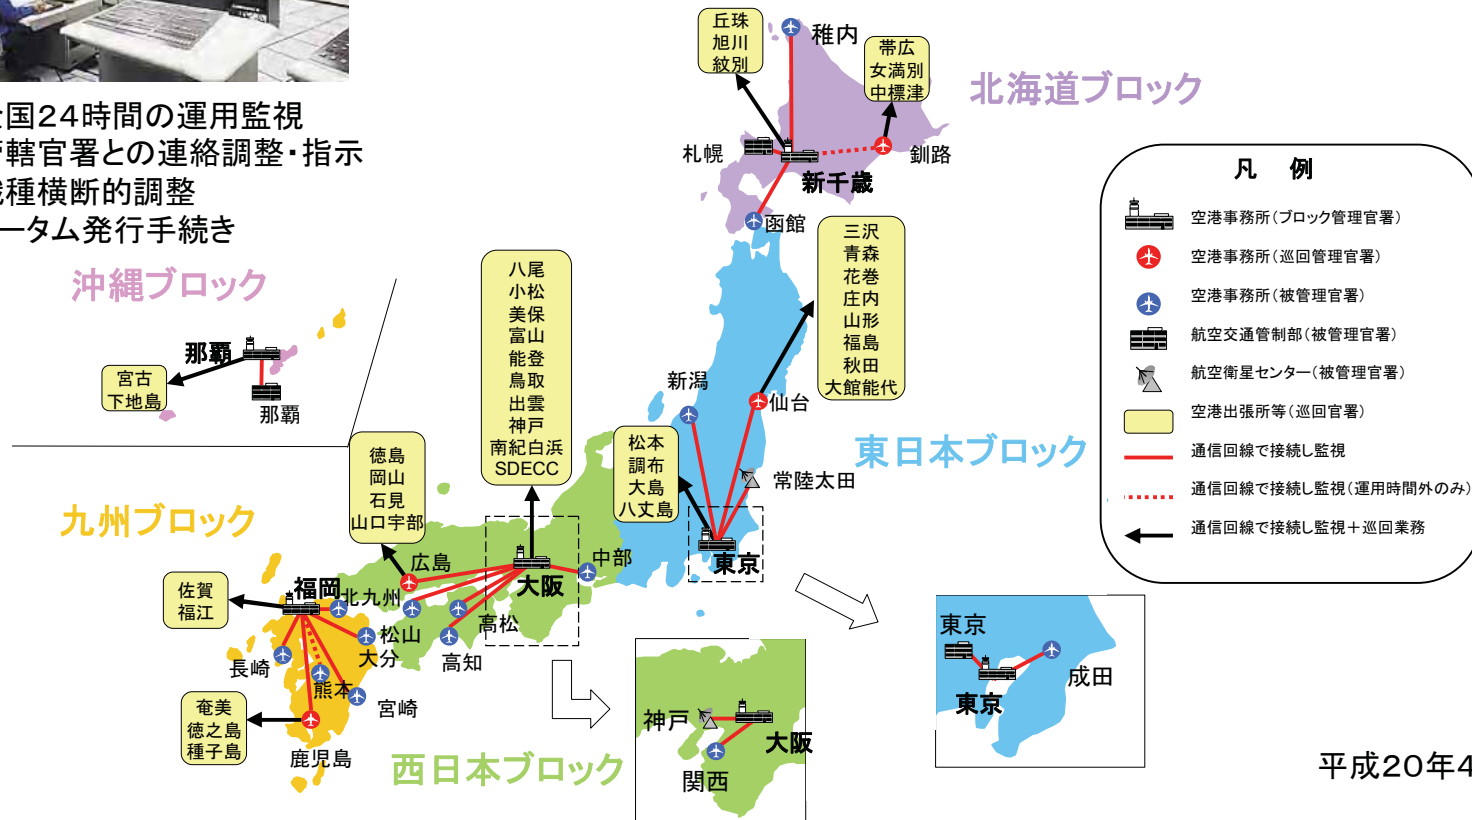 全国24時間の運用監視
管轄官署との連絡調整・指示
職種横断的調整
ータム発行手続き
沖縄ブロック
那覇
宮古
下地島
那覇
北海道ブロック
丘珠
旭川
紋別
稚内
帯広
女満別
中標津
札幌
新千歳
釧路
函館
東日本ブロック
三沢
青森
花巻
庄内
山形
福島
秋田
大館能代
新潟
仙台
常陸太田
松本
調布
大島
八丈島
東京
西日本ブロック
八尾
小松
美保
富山
能登
鳥取
出雲
神戸
南紀白浜
SDECC
徳島
岡山
石見
山口宇部
広島
大阪
中部
松山
高松
高知
九州ブロック
佐賀
福江
福岡
北九州
大分
長崎
熊本
宮崎
奄美
徳之島
種子島
鹿児島
神戸
大阪
関西
東京
東京
成田
凡 例
空港事務所(ブロック管理官署)
空港事務所(巡回管理官署)
空港事務所(被管理官署)
航空交通管制部(被管理官署)
航空衛星センター(被管理官署)
空港出張所等(巡回官署)
通信回線で接続し監視
通信回線で接続し監視(運用時間外のみ)
通信回線で接続し監視+巡回業務
平成20年4